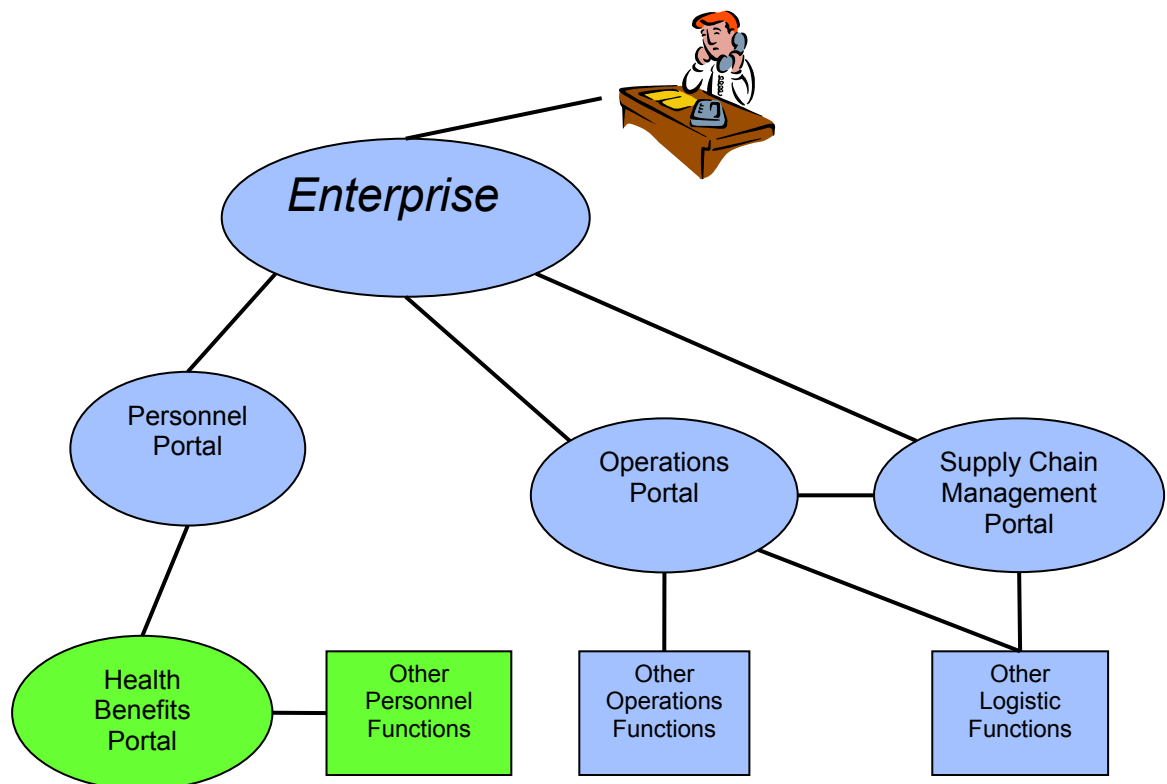 Enterprise
Personnel
Portal
Operations
Portal
Supply Chain
Management
Portal
Health
Benefits
Portal
Other
Personnel
Functions
Other
Operations
Functions
Other
Logistic
Functions